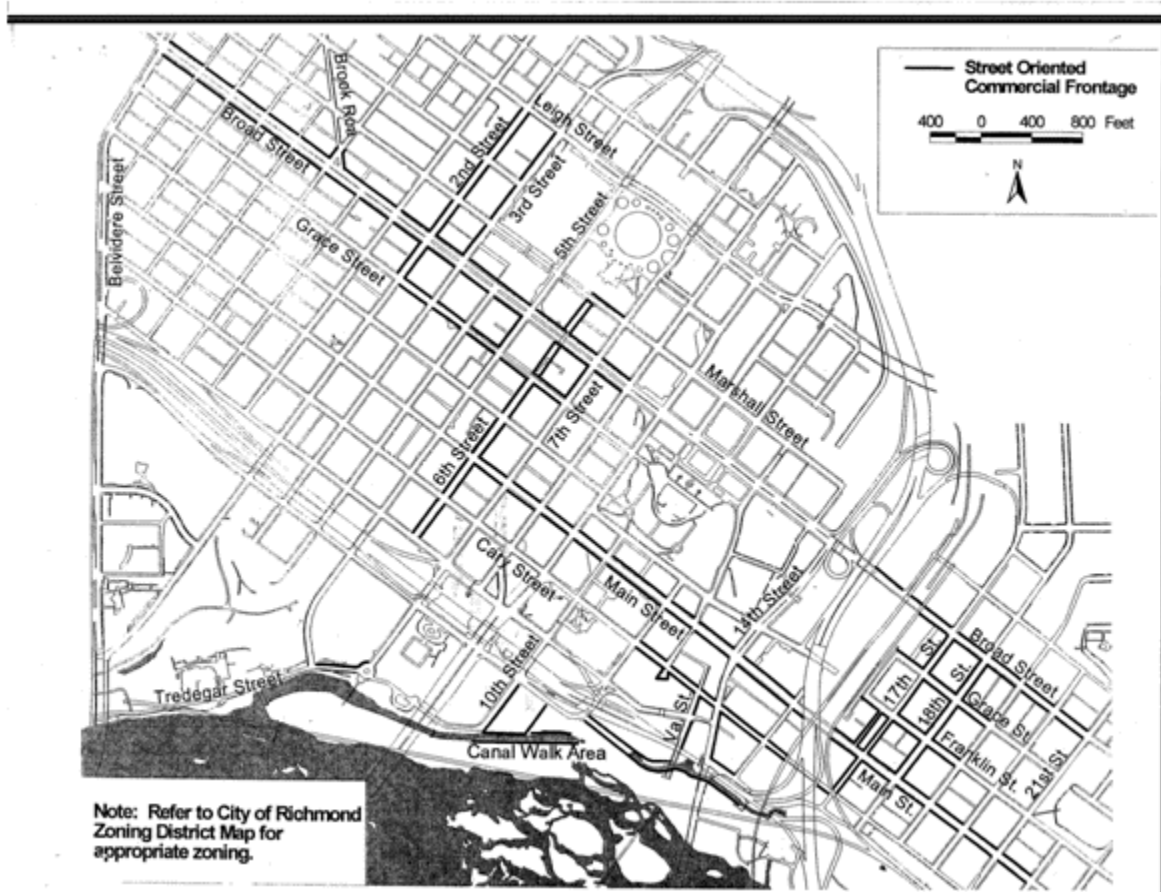 Street Oriented
Commercial Frontage
400 0 400 800 Feet
N
Brook Roa
Leigh Street
Broad Street
2nd Street
3rd Street
5th Street
Belvidere Street
Grace Street
Marshall Street
7th Street
6th Street
Cary Street
Main Street
14th Street
10th Street
Tredegar Street
Canal Walk Area
Va St.
17th St
18th St.
Broad Street
Grace St.
Franklin St.
21st St
Main St.
Note: Refer to City of Richmond
Zoning District Map for
appropriate zoning.